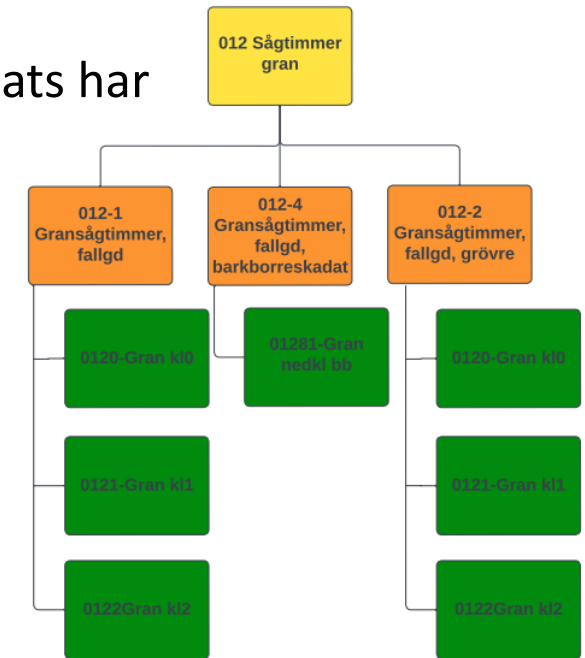 ats har
012 Sågtimmer
gran
012-1
Gransågtimmer,
fallgd
012-4
Gransågtimmer,
fallgd,
barkborreskadat
012-2
Gransågtimmer,
fallgd, grövre
0120-Gran kl0
01281-Gran
nedkl bb
0120-Gran kl0
0121-Gran kl1
0121-Gran kl1
0122Gran kl2
0122Gran kl2